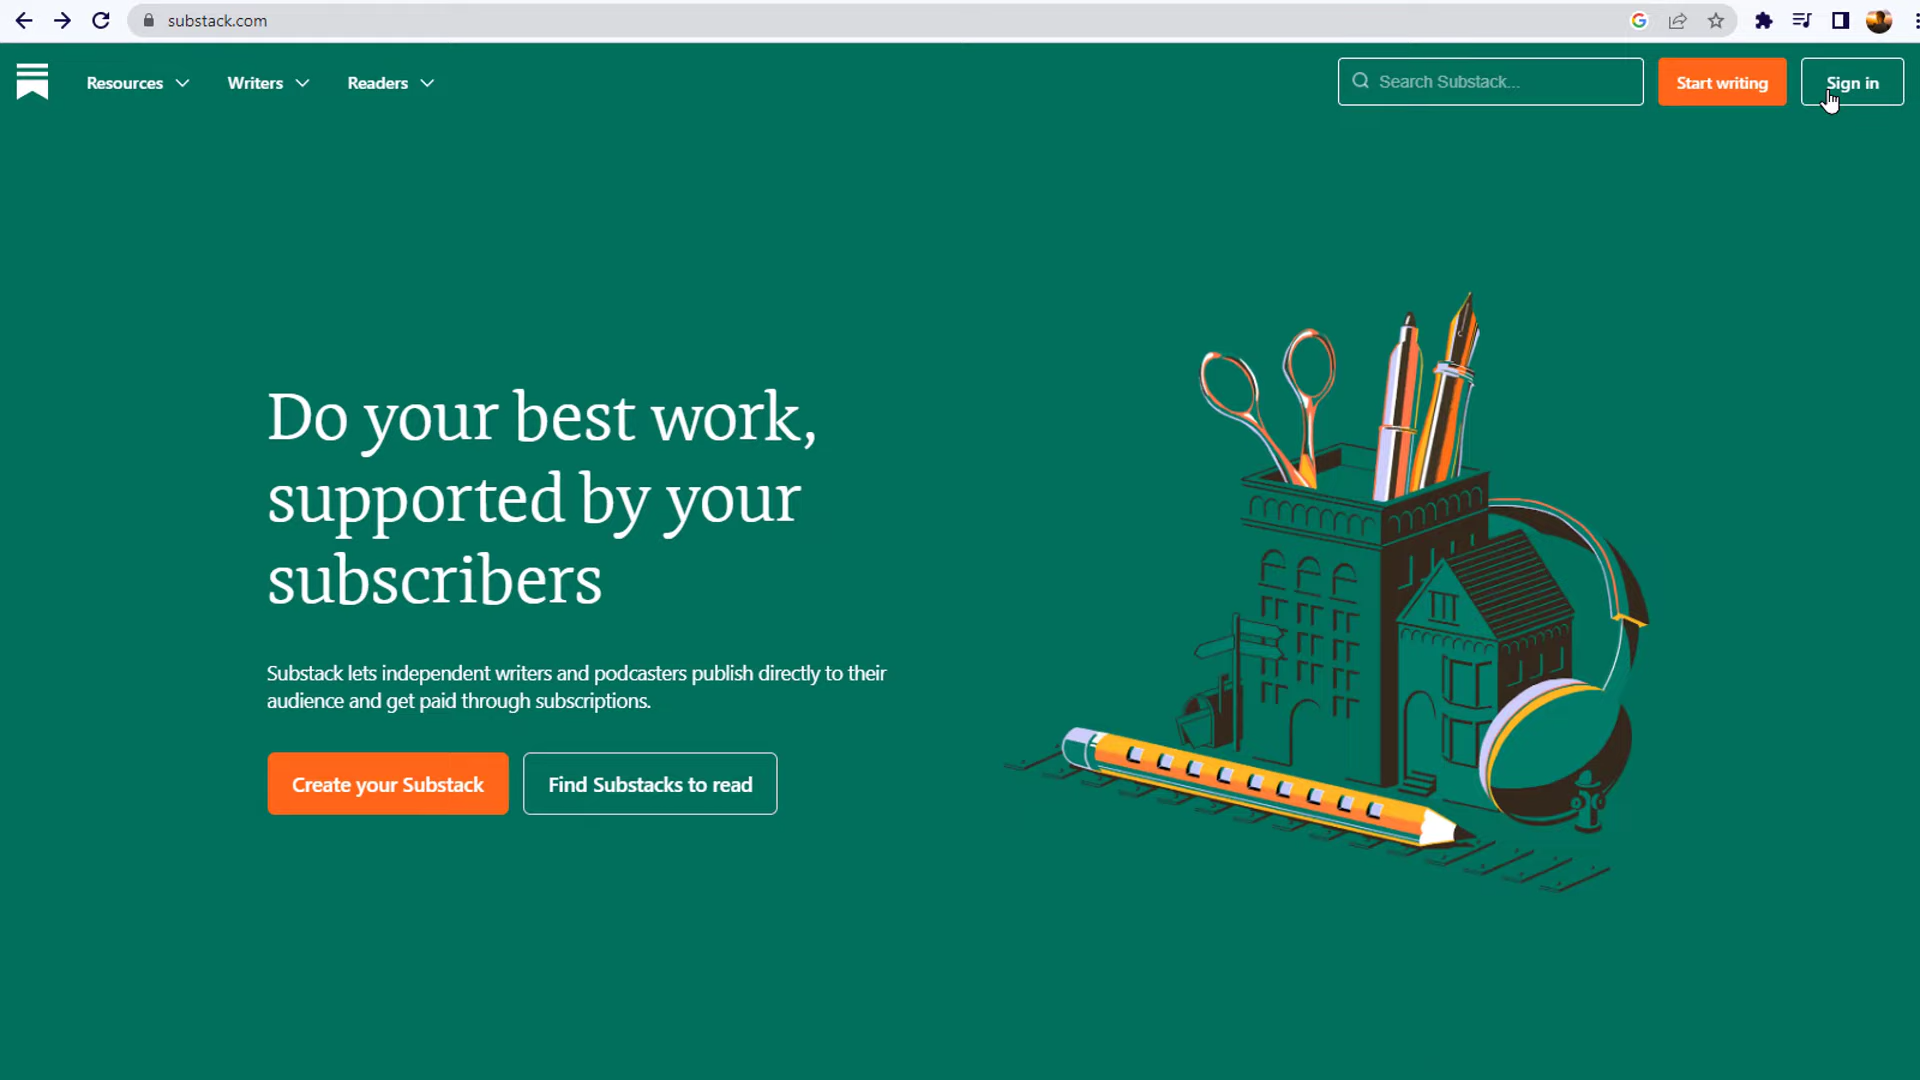 substack.com
Resources
Writers
Readers
Search Substack...
Start writing
Sign in
Do your best work,
supported by your
subscribers
Substack lets independent writers and podcasters publish directly to their
audience and get paid through subscriptions.
Create your Substack
Find Substacks to read